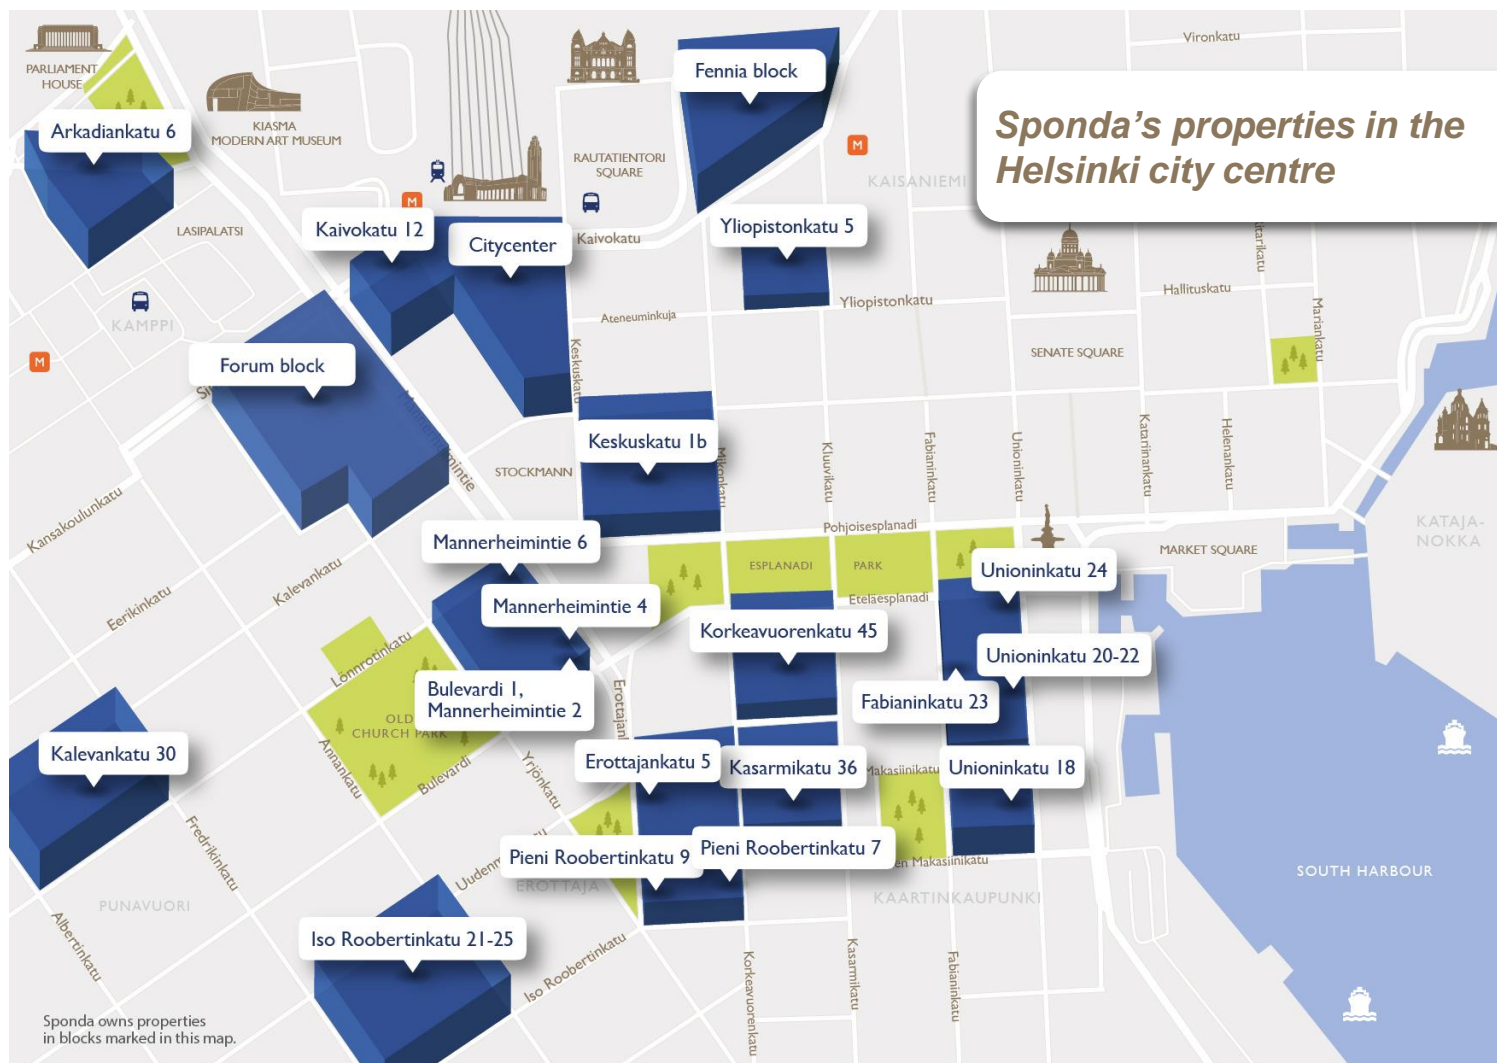 Sponda's properties in the
Helsinki city centre
Vironkatu
PARLIAMENT
HOUSE
KIASMA
MODERN ART MUSEUM
Fennia block
Arkadiankatu 6
M
RAUTATIENTORI
SQUARE
KAISANIEMI
M
LASIPALATSI
Kaivokatu 12
Citycenter
Kaivokatu
Yliopistonkatu 5
Hallituskatu
Mariankatu
KAMPPI
Yliopistonkatu
Ateneuminkuja
SENATE SQUARE
M
Forum block
Keskuskatu
Keskuskatu 1b
STOCKMANN
Mikonkatu
Kluuvikatu
Fabianinkatu
Unioninkatu
Katariinankatu
Helenankatu
Kansakoulunkatu
Pohjoisesplanadi
KATAJA-
NOKKA
MARKET SQUARE
Mannerheimintie 6
ESPLANADI
PARK
Unioninkatu 24
Eteläesplanadi
Kalevankatu
Eerikinkatu
Mannerheimintie 4
Korkeavuorenkatu 45
Lönnrotinkatu
Unioninkatu 20-22
Bulevardi 1,
Mannerheimintie 2
Fabianinkatu 23
OLD
CHURCH PARK
Kalevankatu 30
Annankatu
Bulevardi
Yrjönkatu
Erottajankatu 5
Kasarmikatu 36
Makasiinikatu
Unioninkatu 18
Fredrikinkatu
Pieni Roobertinkatu 9
Pieni Roobertinkatu 7
Makasiinikatu
EROTTAJA
KAARTINKAUPUNKI
SOUTH HARBOUR
PUNAVUORI
Albertinkatu
Iso Roobertinkatu 21-25
Iso Roobertinkatu
Korkeavuorenkatu
Kasarmikatu
Fabianinkatu
Sponda owns properties
in blocks marked in this map.